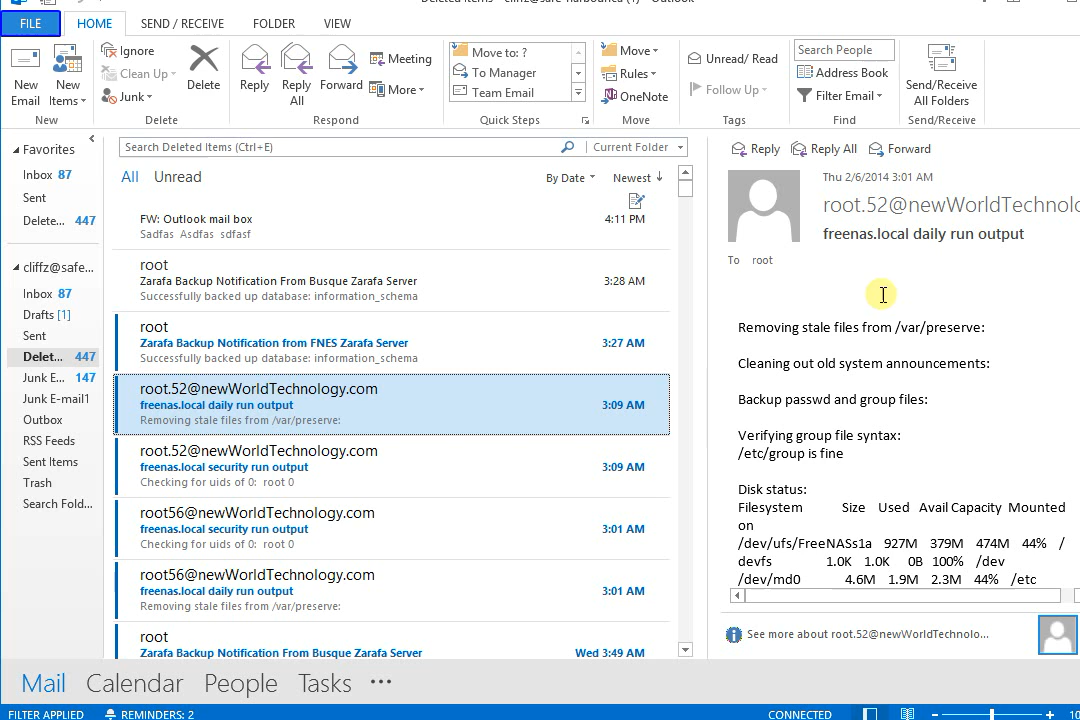 FILE HOME SEND / RECEIVE FOLDER VIEW
New Email
New Items
Ignore
Clean Up
Junk
Delete
Reply
Reply All
Forward
Meeting
More
Move to: ?
To Manager
Team Email
Move
Rules
OneNote
Unread/ Read
Follow Up
Search People
Address Book
Filter Email
Send/Receive All Folders
New Delete Respond Quick Steps Move Tags Find Send/Receive
Favorites
Inbox 87
Sent
Delete... 447
cliffz@safe...
Inbox 87
Drafts [1]
Sent
Delet... 447
Junk E... 147
Junk E-mail1
Outbox
RSS Feeds
Sent Items
Trash
Search Fold...
Search Deleted Items (Ctrl+E) Current Folder
All Unread By Date Newest
FW: Outlook mail box 4:11 PM
Sadfas Asdfas sdfasf
root
Zarafa Backup Notification From Busque Zarafa Server 3:28 AM
Successfully backed up database: information_schema
root
Zarafa Backup Notification from FNES Zarafa Server 3:27 AM
Successfully backed up database: information_schema
root.52@newWorldTechnology.com
freenas.local daily run output 3:09 AM
Removing stale files from /var/preserve:
root.52@newWorldTechnology.com
freenas.local security run output 3:09 AM
Checking for uids of 0: root 0
root56@newWorldTechnology.com
freenas.local security run output 3:01 AM
Checking for uids of 0: root 0
root56@newWorldTechnology.com
freenas.local daily run output 3:01 AM
Removing stale files from /var/preserve:
root
Zarafa Backup Notification From Busque Zarafa Server Wed 3:49 AM
Reply Reply All Forward
Thu 2/6/2014 3:01 AM
root.52@newWorldTechnolo
freenas.local daily run output
To root
Removing stale files from /var/preserve:
Cleaning out old system announcements:
Backup passwd and group files:
Verifying group file syntax:
/etc/group is fine
Disk status:
Filesystem Size Used Avail Capacity Mounted
on
/dev/ufs/FreeNASs1a 927M 379M 474M 44% /
devfs 1.0K 1.0K 0B 100% /dev
/dev/md0 4.6M 1.9M 2.3M 44% /etc
See more about root.52@newWorldTechnolo...
Mail Calendar People Tasks •••
FILTER APPLIED REMINDERS: 2 CONNECTED 10